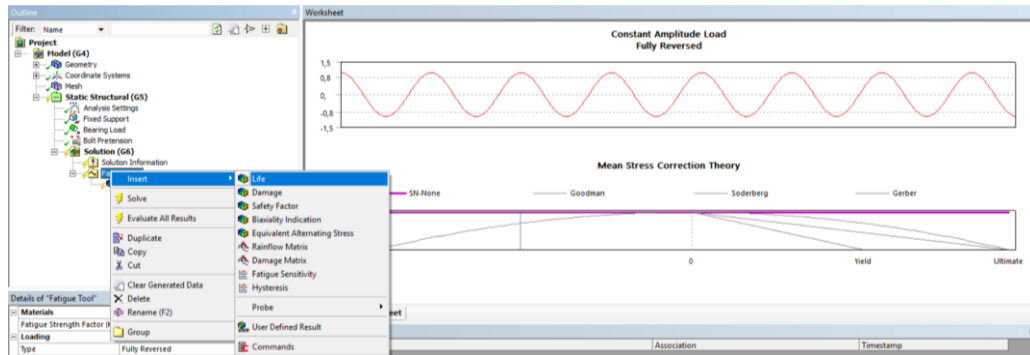 Outline
Filter: Name
Project
Model (G4)
Geometry
Coordinate Systems
Mesh
Static Structural (G5)
Analysis Settings
Fixed Support
Bearing Load
Bolt Pretension
Solution (G6)
Solution Information
Fa
Insert
Solve
Evaluate All Results
Duplicate
Copy
Cut
Clear Generated Data
Delete
Rename (F2)
Group
Life
Damage
Safety Factor
Biaxiality Indication
Equivalent Alternating Stress
Rainflow Matrix
Damage Matrix
Fatigue Sensitivity
Hysteresis
Probe
User Defined Result
Commands
Details of "Fatigue Tool"
Materials
Fatigue Strength Factor (K
Loading
Type Fully Reversed
Worksheet
Constant Amplitude Load
Fully Reversed
1,5
0,8
0,
-0,8
-1,5
Mean Stress Correction Theory
SN-None Goodman Soderberg Gerber
0 Yield Ultimate
eet
Association Timestamp